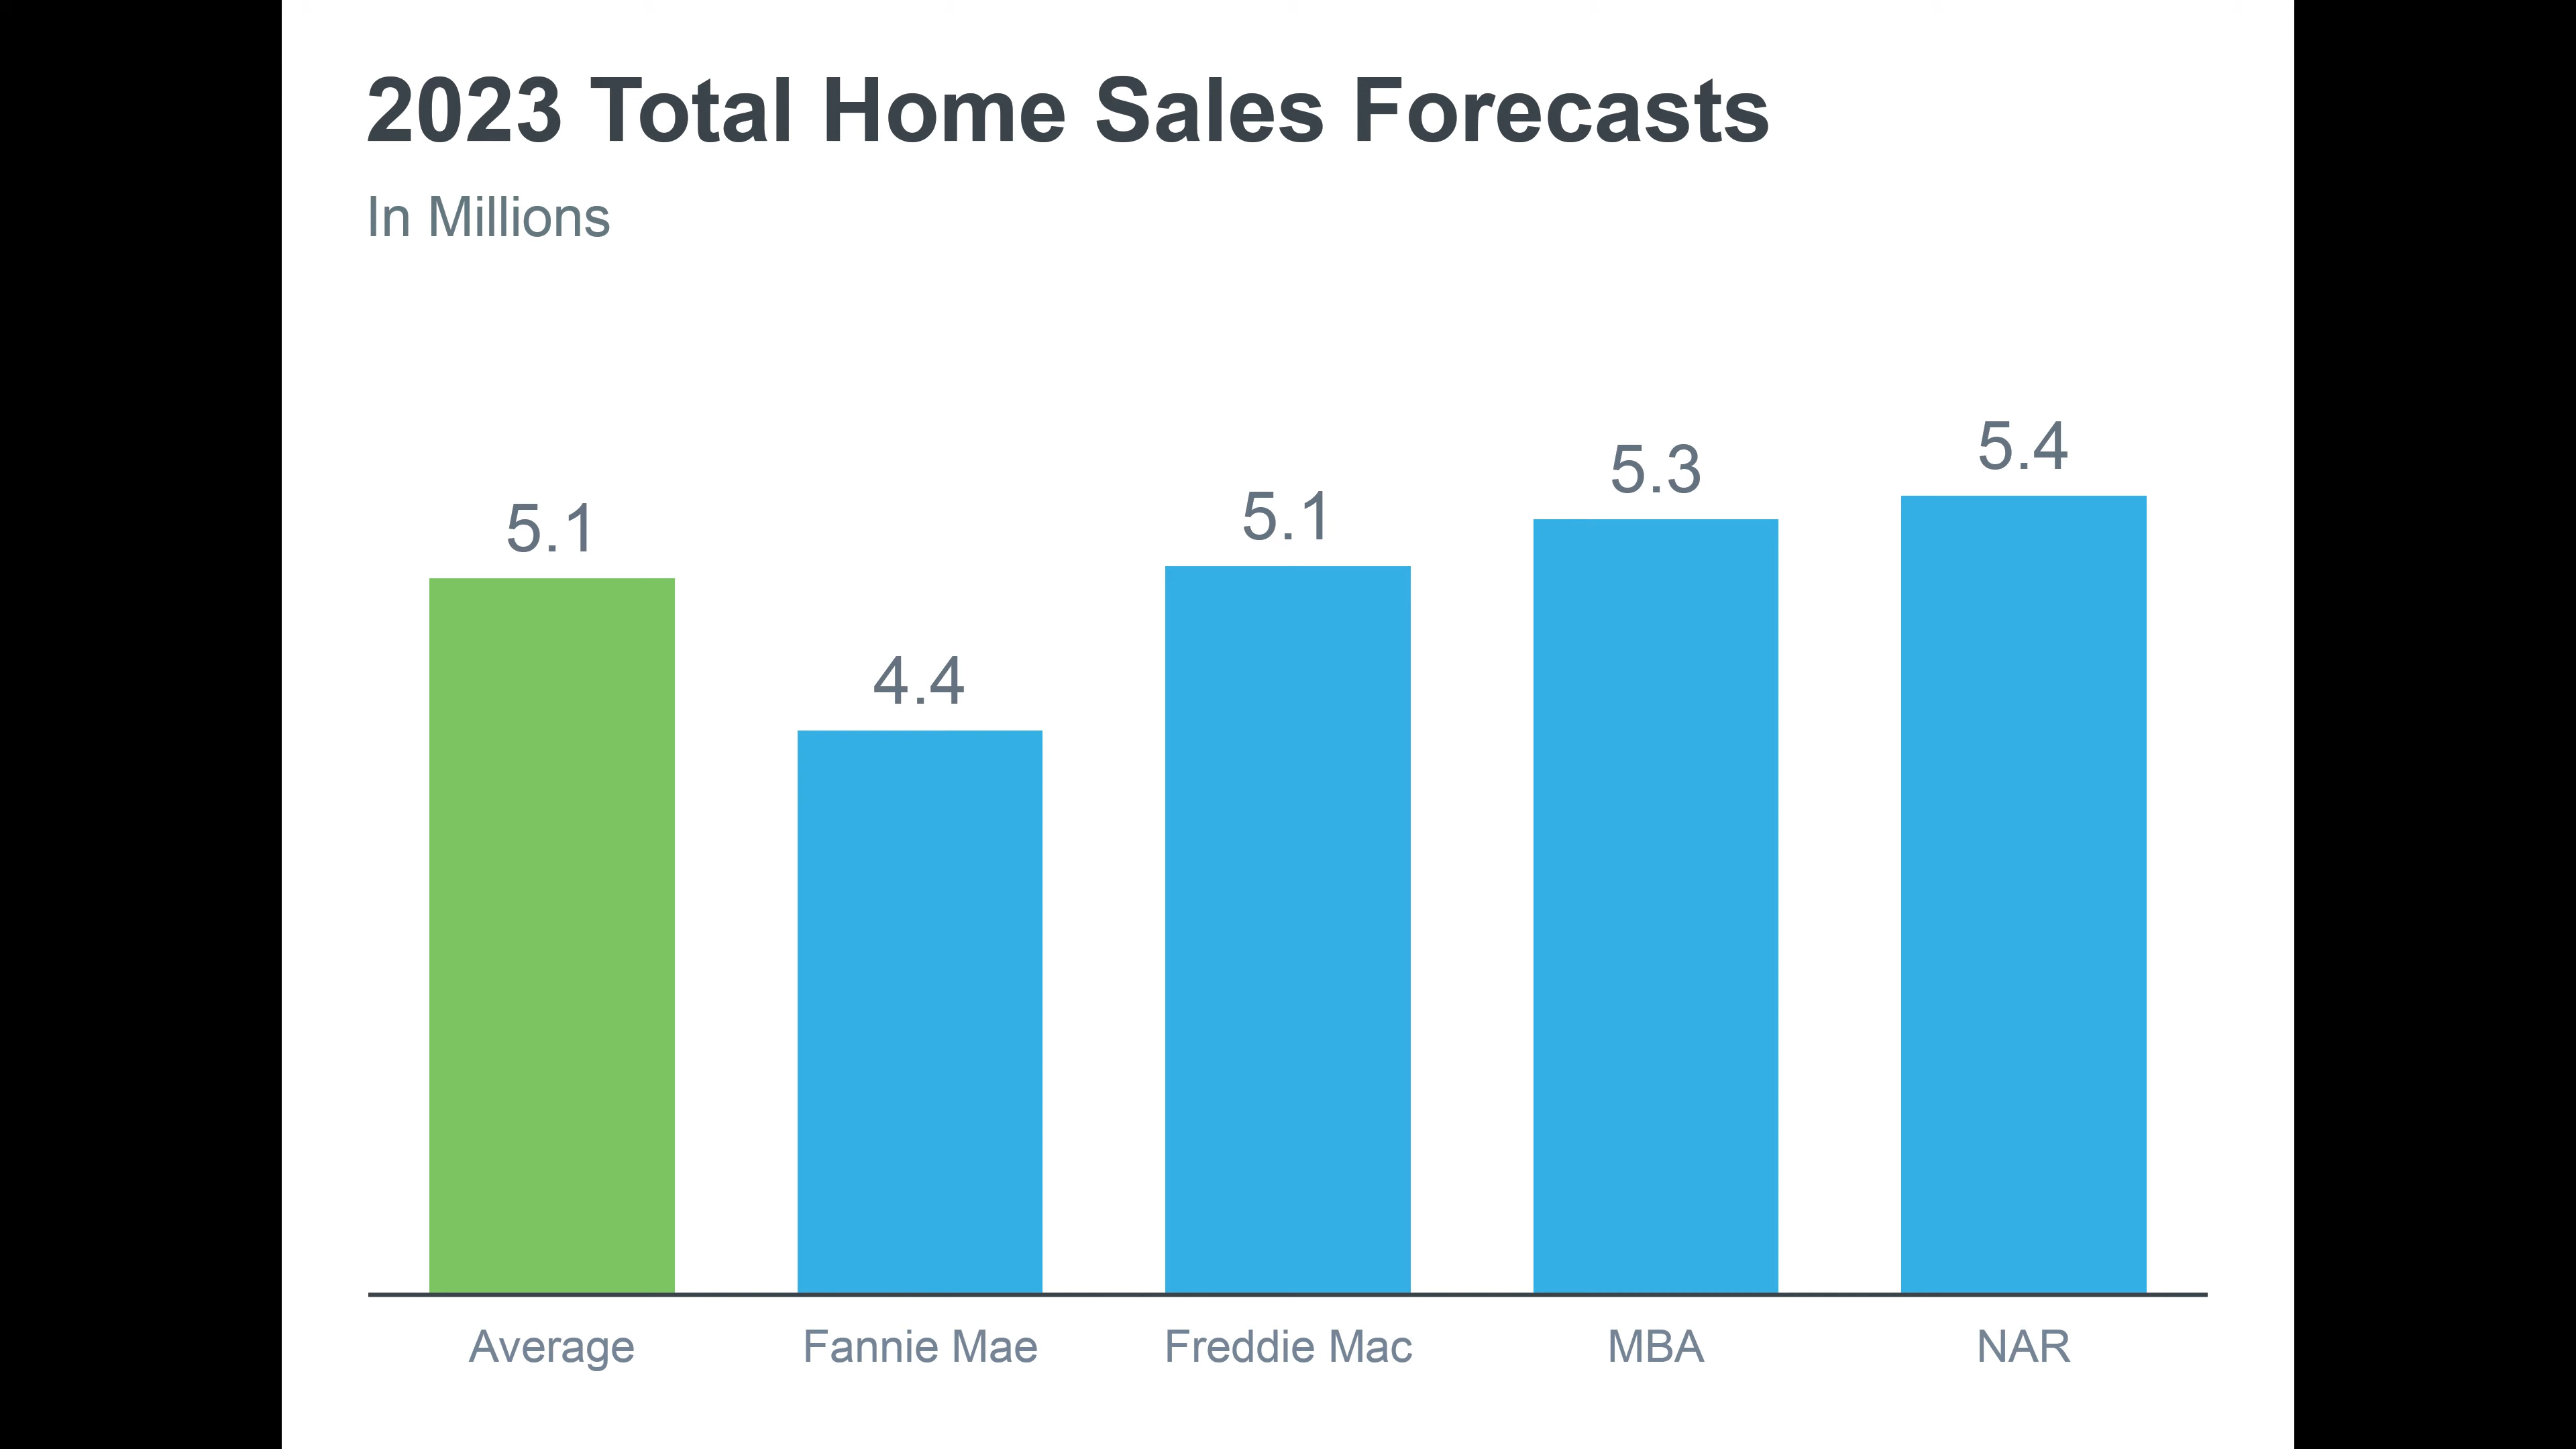 2023 Total Home Sales Forecasts
In Millions
5.1
4.4
5.1
5.3
5.4
Average
Fannie Mae
Freddie Mac
MBA
NAR